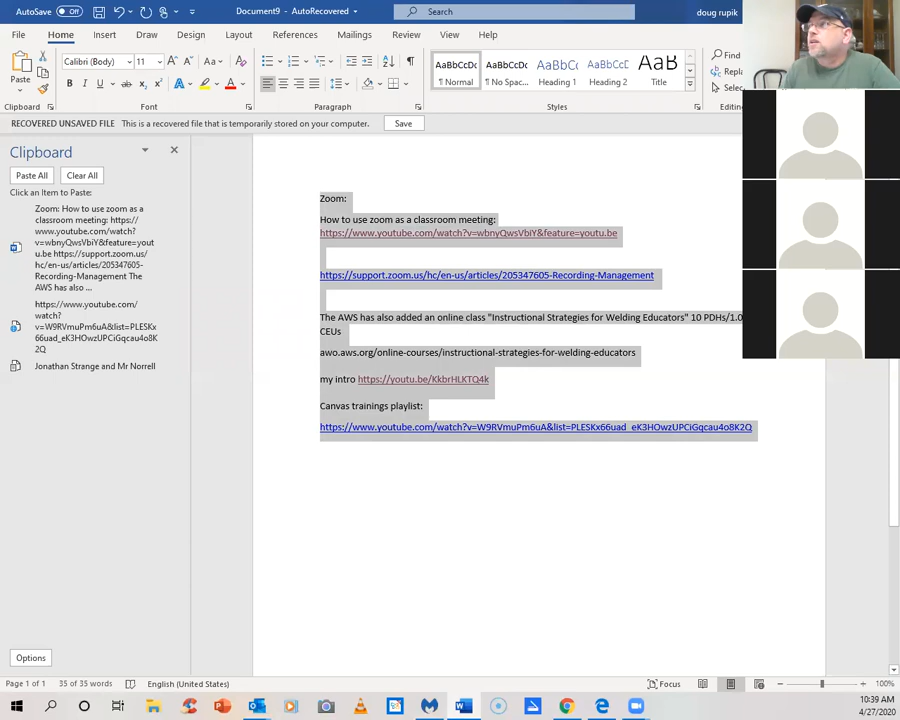 AutoSave
Off
Document9 - AutoRecovered
Search
doug rupik
File Home Insert Draw Design Layout References Mailings Review View Help
Paste
Calibri (Body)
11
B I U
AaBbCcDc AaBbCcDc AaBbCc AaBbCcD AaB
¶ Normal ¶ No Spac... Heading 1 Heading 2 Title
Find
Repla
Selec
Clipboard Font Paragraph Styles Editing
RECOVERED UNSAVED FILE This is a recovered file that is temporarily stored on your computer. Save
Clipboard
Paste All Clear All
Click an Item to Paste:
Zoom: How to use zoom as a
classroom meeting: https://
www.youtube.com/watch?
v=wbnyQwsVbiY&feature=yout
u.be https://support.zoom.us/
hc/en-us/articles/205347605-
Recording-Management The
AWS has also ...
https://www.youtube.com/
watch?
v=W9RVmuPm6uA&list=PLESKx
66uad_eK3HOwzUPCiGqcau4o8K
2Q
Jonathan Strange and Mr Norrell
Options
Zoom:
How to use zoom as a classroom meeting:
https://www.youtube.com/watch?v=wbnyQwsVbiY&feature=youtu.be
https://support.zoom.us/hc/en-us/articles/205347605-Recording-Management
The AWS has also added an online class "Instructional Strategies for Welding Educators" 10 PDHs/1.0
CEUs
awo.aws.org/online-courses/instructional-strategies-for-welding-educators
my intro https://youtu.be/KkbrHLKTQ4k
Canvas trainings playlist:
https://www.youtube.com/watch?v=W9RVmuPm6uA&list=PLESKx66uad_eK3HOwzUPCiGqcau4o8K2Q
Page 1 of 1 35 of 35 words English (United States) Focus 100%
10:39 AM
4/27/2020